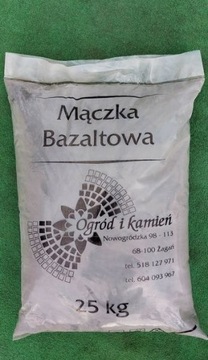 Mączka
Bazaltowa
Ogród i kamień
Nowogródzka 98 - 113
68-100 Żagań
tel. 518 127 971
tel. 604 093 967
25 kg